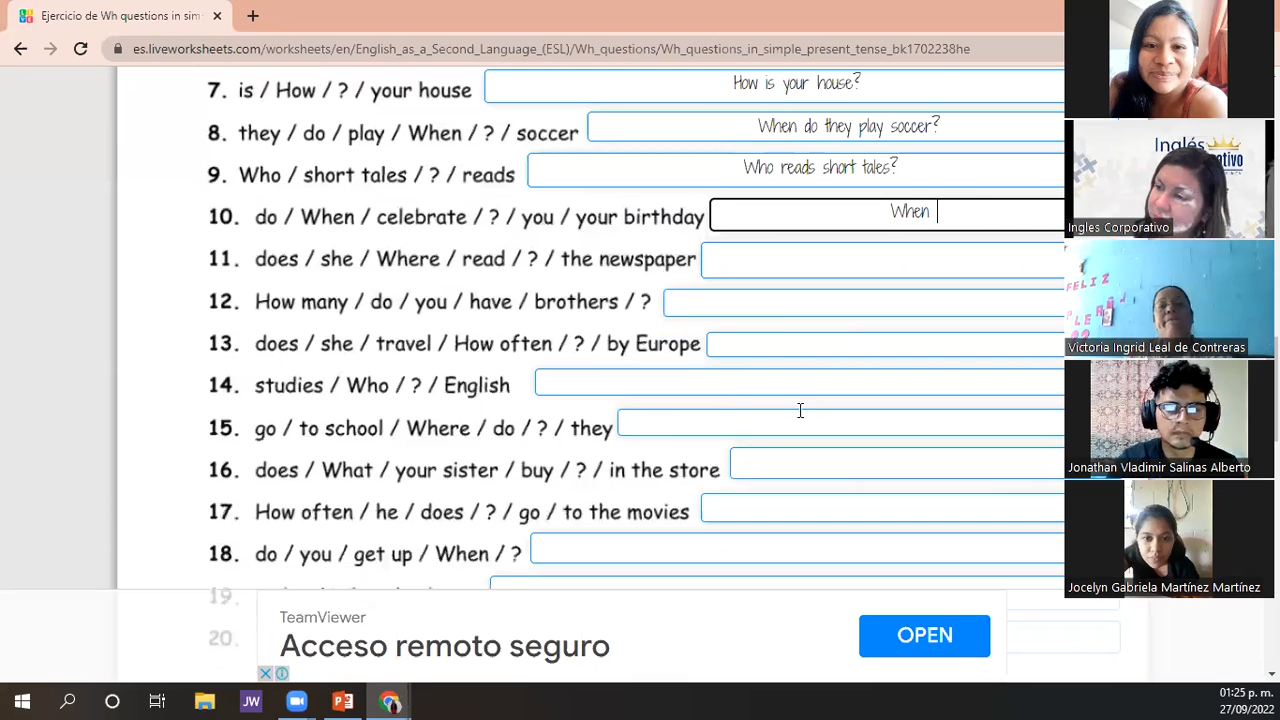 Ejercicio de Wh questions in sim
es.liveworksheets.com/worksheets/en/English_as_a_Second_Language_(ESL)/Wh_questions/Wh_questions_in_simple_present_tense_bk1702238he
7. is / How / ? / your house How is your house?
8. they / do / play / When / ? / soccer When do they play soccer?
9. Who / short tales / ? / reads Who reads short tales?
10. do / When / celebrate / ? / you / your birthday When
11. does / she / Where / read / ? / the newspaper
12. How many / do / you / have / brothers / ?
13. does / she / travel / How often / ? / by Europe
14. studies / Who / ? / English
15. go / to school / Where / do / ? / they
16. does / What / your sister / buy / ? / in the store
17. How often / he / does / ? / go / to the movies
18. do / you / get up / When / ?
19.
20.
TeamViewer
Acceso remoto seguro
OPEN
Inglés
Ingles Corporativo
FELIZ
Victoria Ingrid Leal de Contreras
Jonathan Vladimir Salinas Alberto
Jocelyn Gabriela Martínez Martínez
JW
01:25 p. m.
27/09/2022